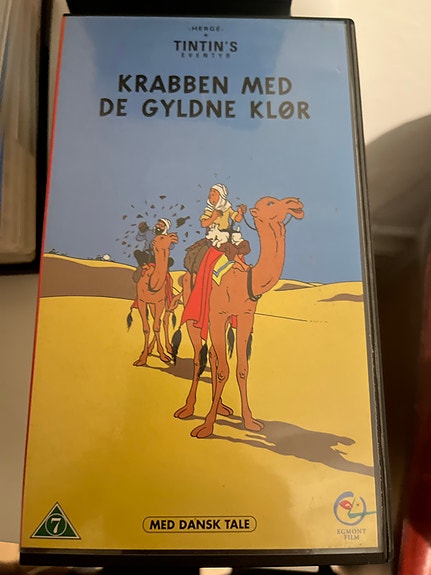 HERGÉ
TINTIN'S
EVENTYR
KRABBEN MED
DE GYLDNE KLØR
7
MED DANSK TALE
EGMONT
FILM